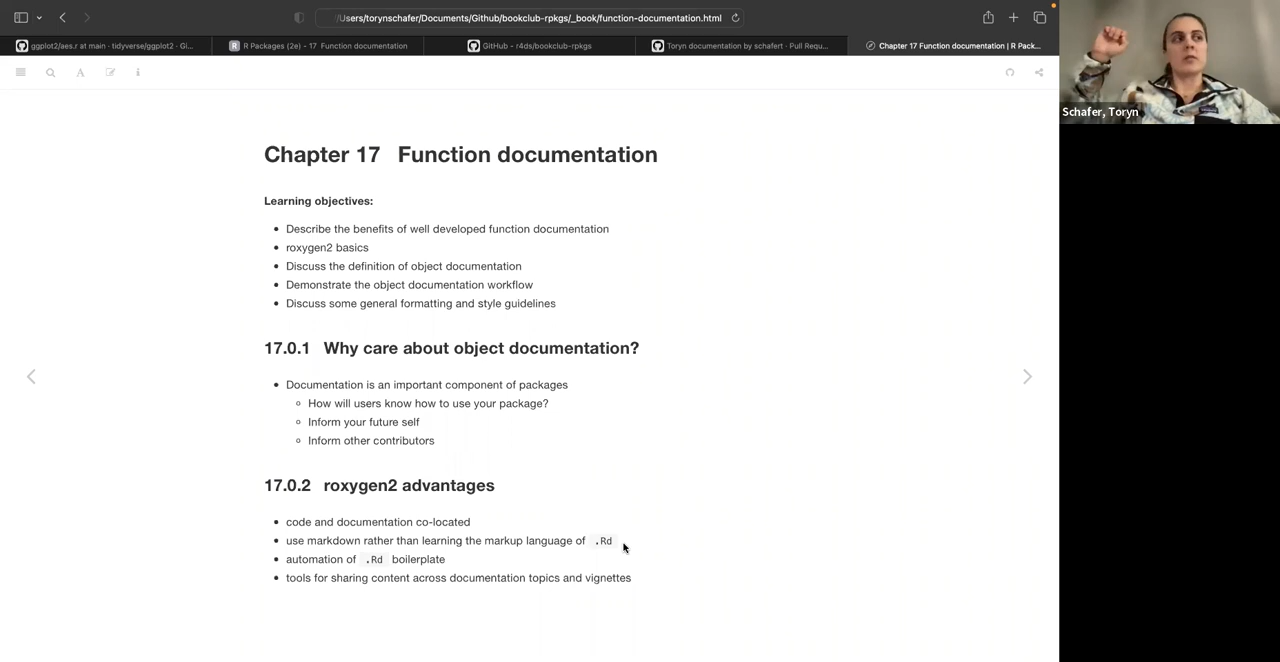 /Users/torynschafer/Documents/Github/bookclub-rpkgs/_book/function-documentation.html
ggplot2/aes.r at main · tidyverse/ggplot2 · Gi...
R Packages (2e) - 17 Function documentation
GitHub - r4ds/bookclub-rpkgs
Toryn documentation by schafert · Pull Requ...
Chapter 17 Function documentation | R Pack...
Schafer, Toryn
Chapter 17 Function documentation
Learning objectives:
• Describe the benefits of well developed function documentation
• roxygen2 basics
• Discuss the definition of object documentation
• Demonstrate the object documentation workflow
• Discuss some general formatting and style guidelines
17.0.1 Why care about object documentation?
• Documentation is an important component of packages
◦ How will users know how to use your package?
◦ Inform your future self
◦ Inform other contributors
17.0.2 roxygen2 advantages
• code and documentation co-located
• use markdown rather than learning the markup language of .Rd
• automation of .Rd boilerplate
• tools for sharing content across documentation topics and vignettes